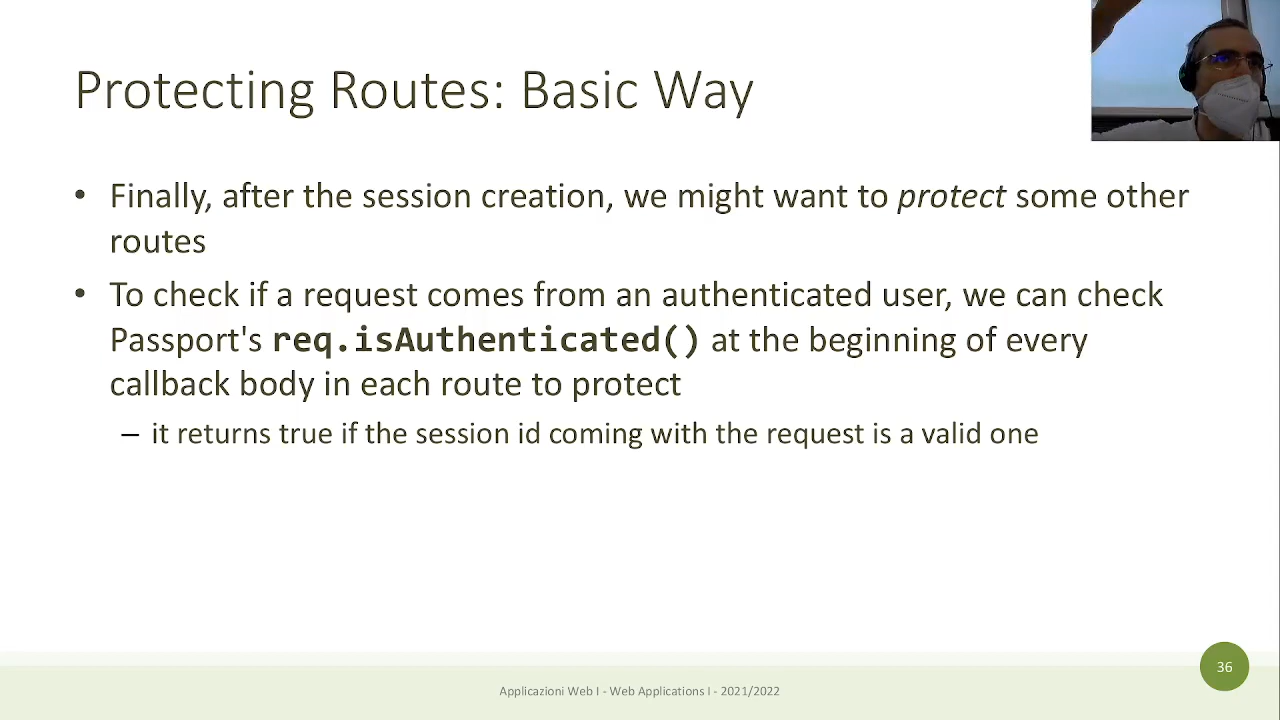 Protecting Routes: Basic Way
• Finally, after the session creation, we might want to protect some other
routes
• To check if a request comes from an authenticated user, we can check
Passport's req.isAuthenticated() at the beginning of every
callback body in each route to protect
– it returns true if the session id coming with the request is a valid one
36
Applicazioni Web I - Web Applications I - 2021/2022